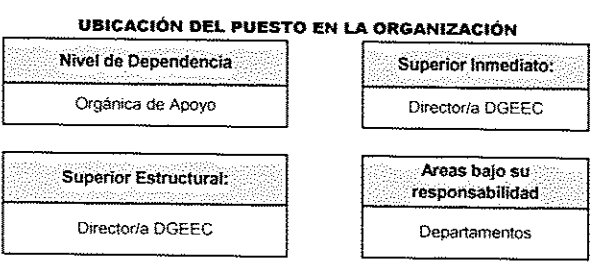 UBICACIÓN DEL PUESTO EN LA ORGANIZACIÓN
Nivel de Dependencia
Orgánica de Apoyo
Superior Inmediato:
Director/a DGEEC
Superior Estructural:
Director/a DGEEC
Areas bajo su
responsabilidad
Departamentos